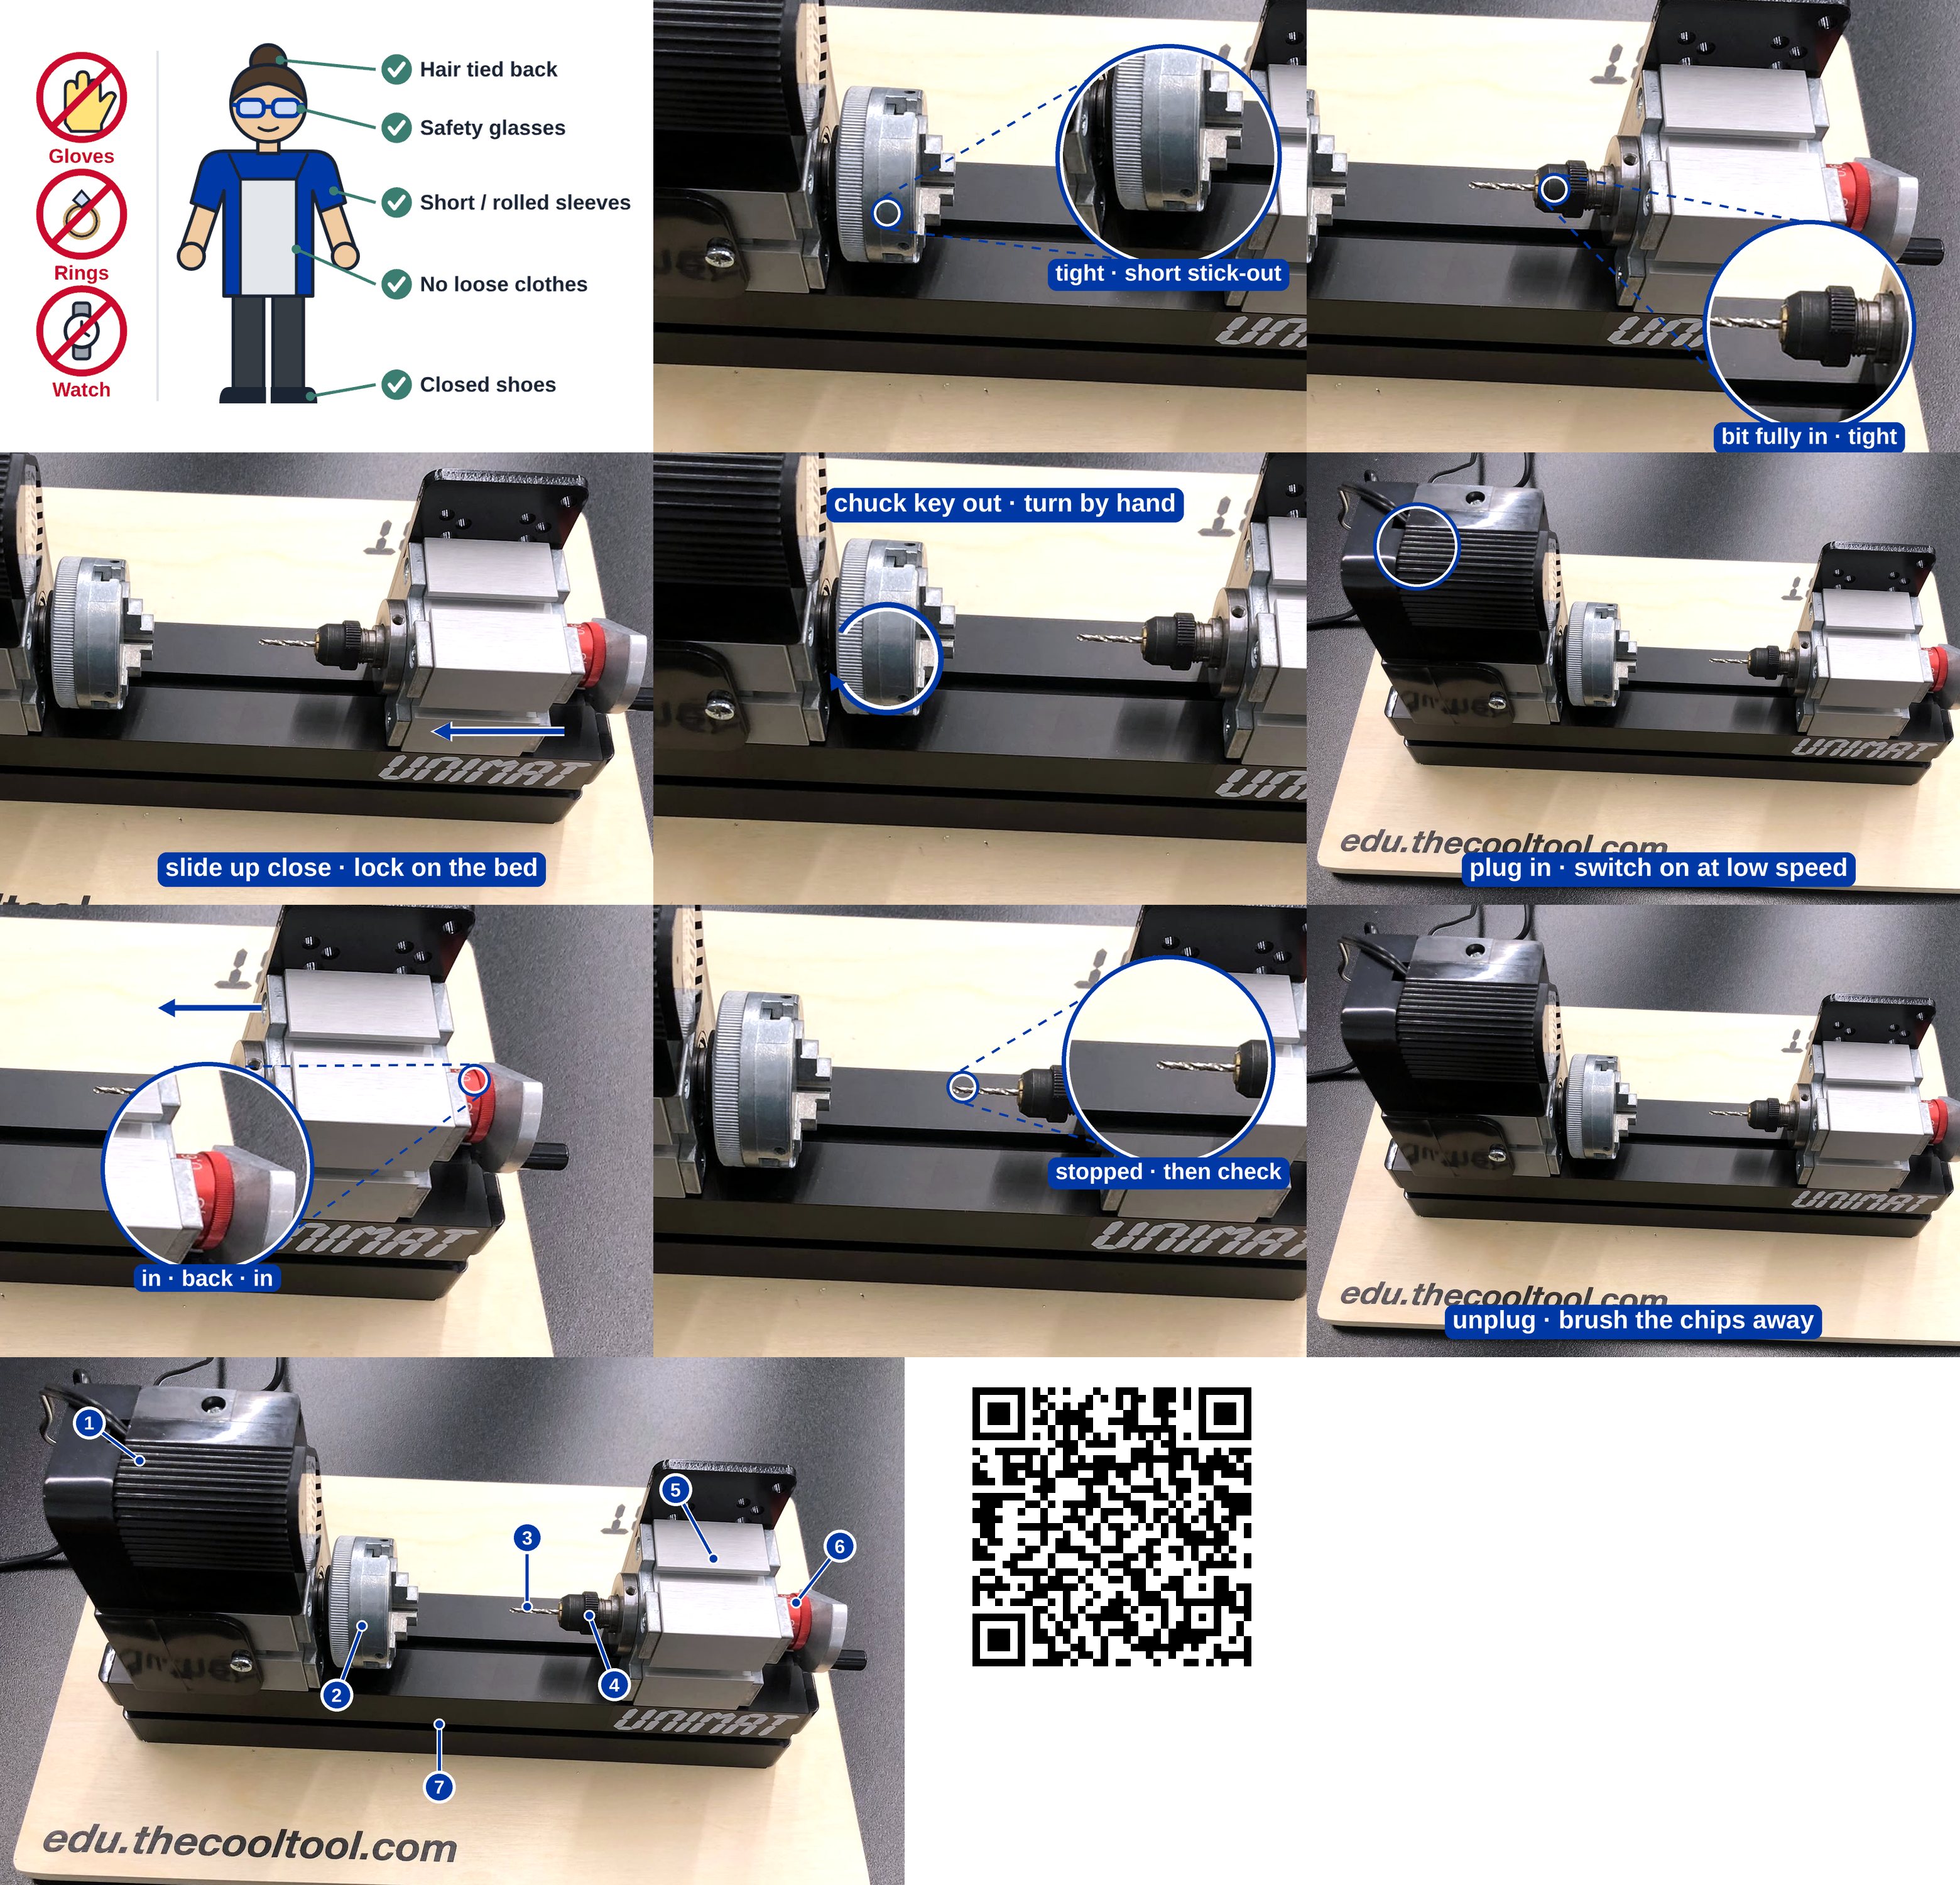 Gloves
Rings
Watch
Hair tied back
Safety glasses
Short / rolled sleeves
No loose clothes
Closed shoes
tight · short stick-out
UNI
bit fully in · tight
UNIMAT
slide up close · lock on the bed
chuck key out · turn by hand
UNI
UNIMAT
edu.thecooltool.com
plug in · switch on at low speed
UNIMAT
in · back · in
stopped · then check
UNIMAT
UNIMAT
edu.thecooltool.com
unplug · brush the chips away
1
2
3
4
5
6
7
UNIMAT
edu.thecooltool.com